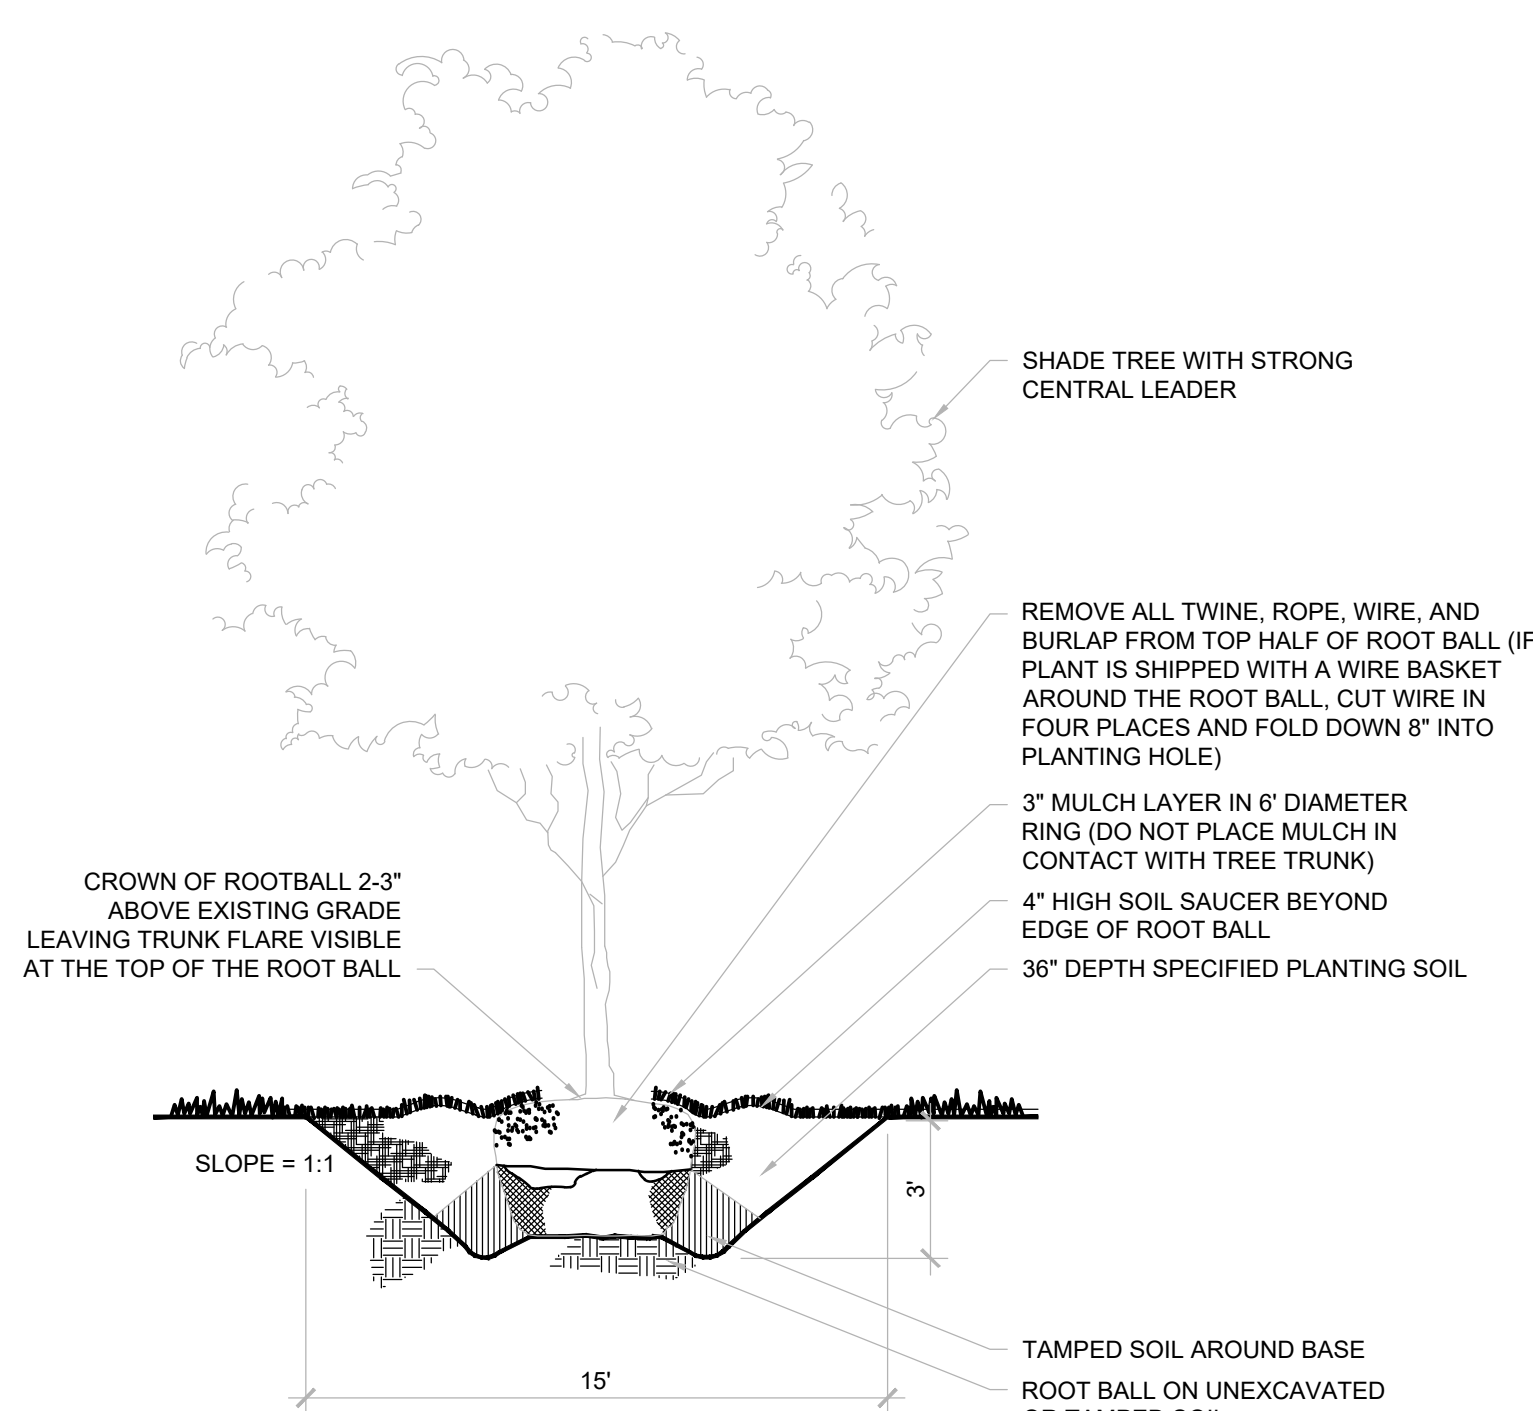 SHADE TREE WITH STRONG
CENTRAL LEADER
REMOVE ALL TWINE, ROPE, WIRE, AND
BURLAP FROM TOP HALF OF ROOT BALL (IF
PLANT IS SHIPPED WITH A WIRE BASKET
AROUND THE ROOT BALL, CUT WIRE IN
FOUR PLACES AND FOLD DOWN 8" INTO
PLANTING HOLE)
3" MULCH LAYER IN 6' DIAMETER
RING (DO NOT PLACE MULCH IN
CONTACT WITH TREE TRUNK)
CROWN OF ROOTBALL 2-3"
ABOVE EXISTING GRADE
LEAVING TRUNK FLARE VISIBLE
AT THE TOP OF THE ROOT BALL
4" HIGH SOIL SAUCER BEYOND
EDGE OF ROOT BALL
36" DEPTH SPECIFIED PLANTING SOIL
SLOPE = 1:1
3'
15'
TAMPED SOIL AROUND BASE
ROOT BALL ON UNEXCAVATED
OR TAMPED SOIL